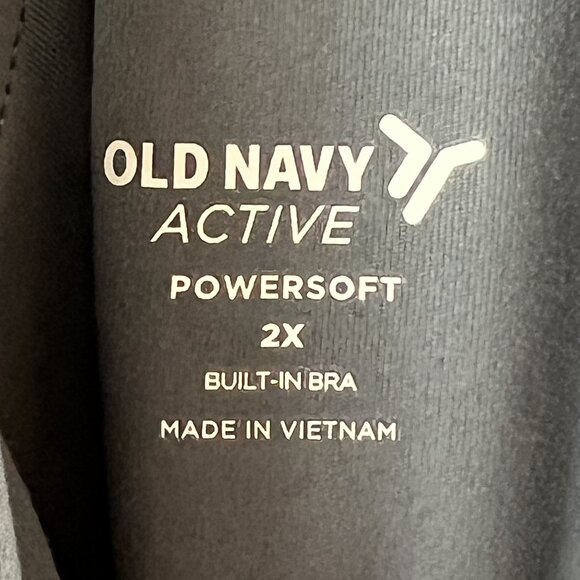 OLD NAVY
ACTIVE
POWERSOFT
2X
BUILT-IN BRA
MADE IN VIETNAM